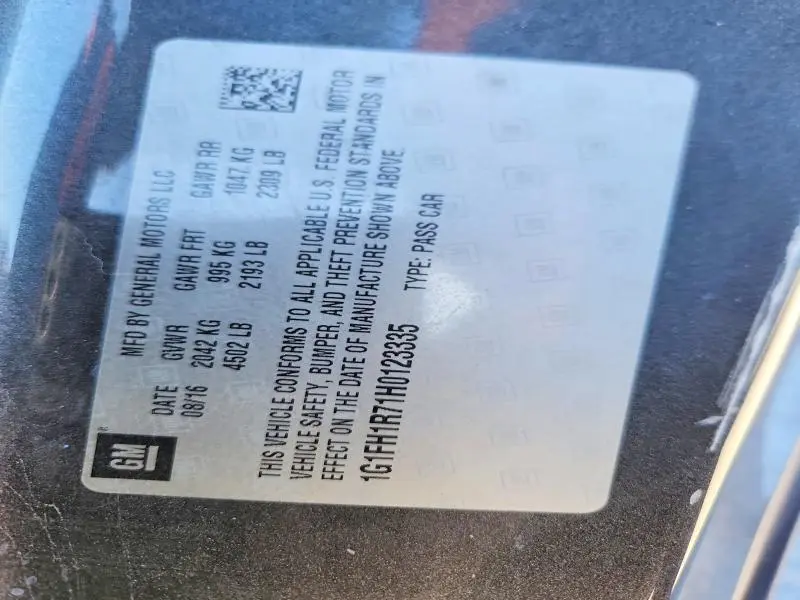 GM
MFD BY GENERAL MOTORS LLC
DATE GVWR GAWR FRT GAWR RR
08/16 2042 KG 995 KG 1047 KG
4502 LB 2193 LB 2309 LB
THIS VEHICLE CONFORMS TO ALL APPLICABLE U.S. FEDERAL MOTOR
VEHICLE SAFETY, BUMPER, AND THEFT PREVENTION STANDARDS IN
EFFECT ON THE DATE OF MANUFACTURE SHOWN ABOVE.
1G1FH1R71H0123335 TYPE: PASS CAR